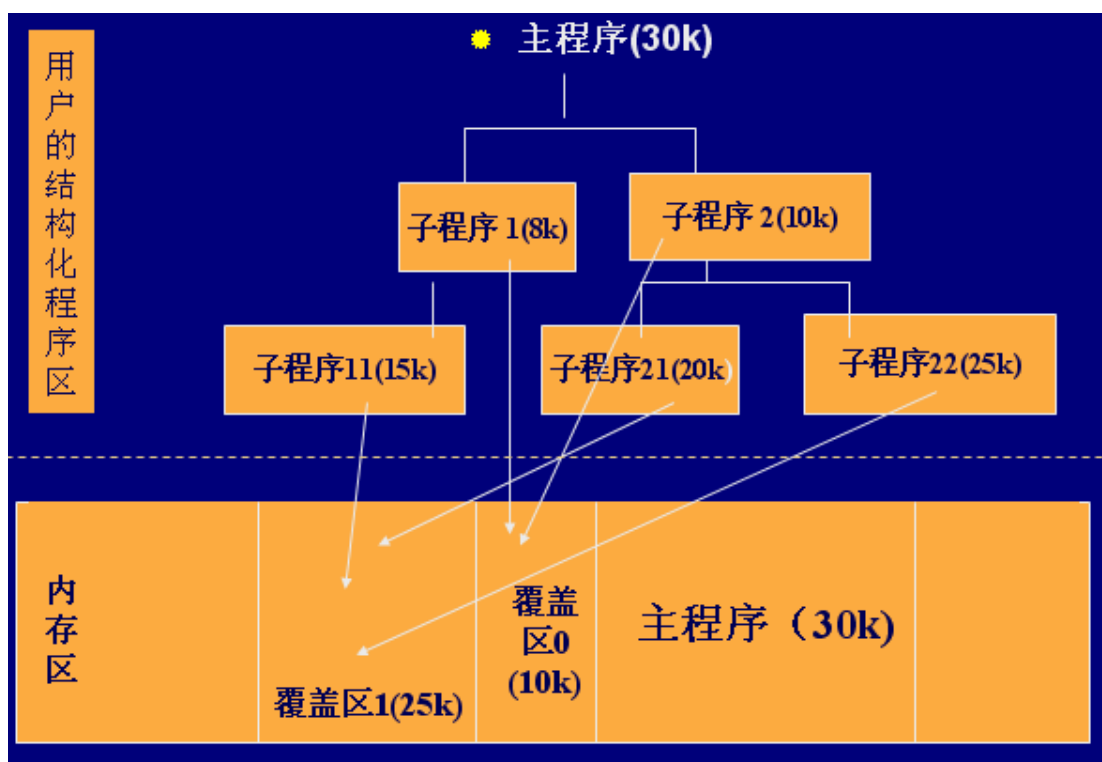 用户的结构化程序区
主程序(30k)
子程序 1(8k)
子程序 2(10k)
子程序11(15k)
子程序21(20k)
子程序22(25k)
内存区
覆盖区1(25k)
覆盖
区0
(10k)
主程序（30k)